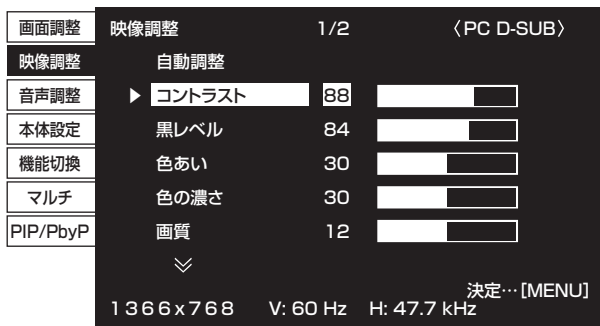 画面調整
映像調整
音声調整
本体設定
機能切換
マルチ
PIP/PbyP
映像調整 1/2 〈PC D-SUB〉
自動調整
コントラスト 88
黒レベル 84
色あい 30
色の濃さ 30
画質 12
決定…[MENU]
1366x768 V: 60 Hz H: 47.7 kHz